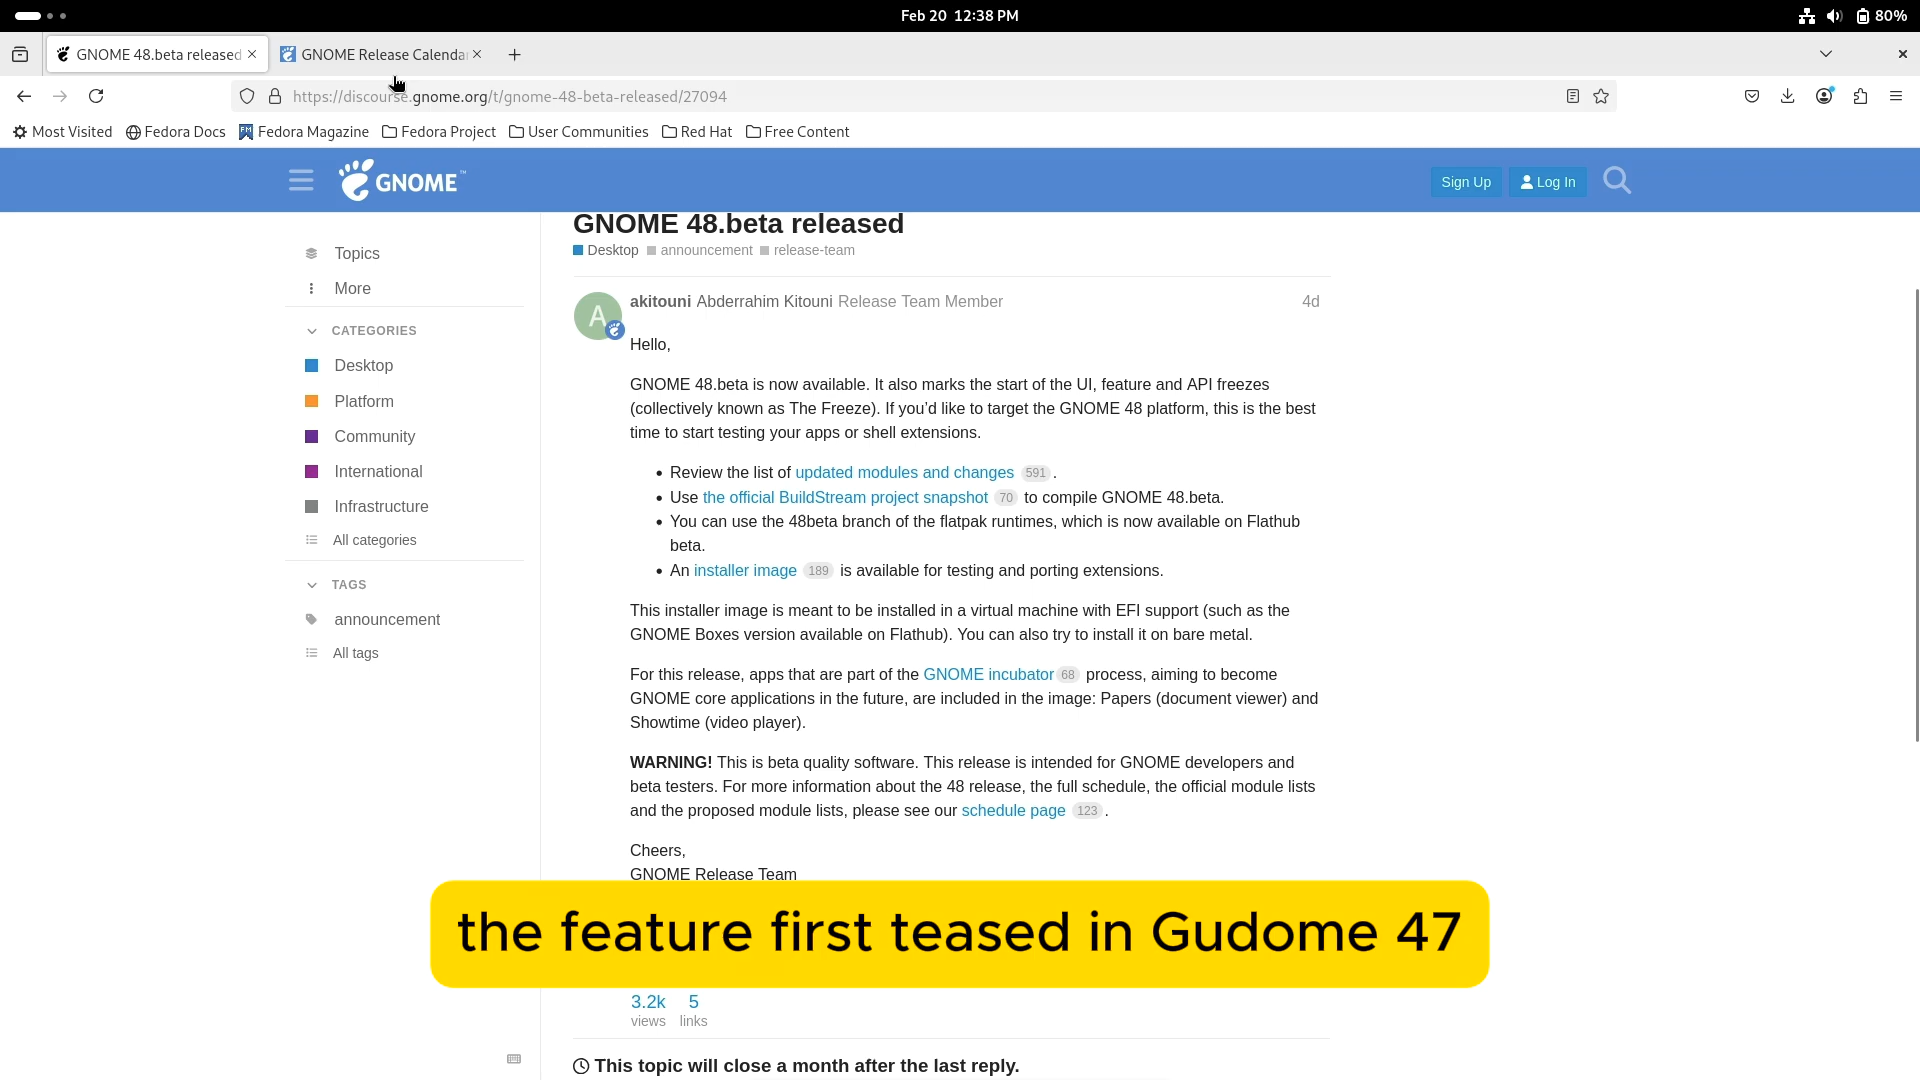 Feb 20 12:38 PM
80%
GNOME 48.beta released
GNOME Release Calenda
https://discourse.gnome.org/t/gnome-48-beta-released/27094
Most Visited
Fedora Docs
Fedora Magazine
Fedora Project
User Communities
Red Hat
Free Content
GNOME™
Sign Up
Log In
Topics
More
CATEGORIES
Desktop
Platform
Community
International
Infrastructure
All categories
TAGS
announcement
All tags
GNOME 48.beta released
Desktop announcement release-team
A
akitouni Abderrahim Kitouni Release Team Member 4d
Hello,
GNOME 48.beta is now available. It also marks the start of the UI, feature and API freezes
(collectively known as The Freeze). If you’d like to target the GNOME 48 platform, this is the best
time to start testing your apps or shell extensions.
• Review the list of updated modules and changes 591 .
• Use the official BuildStream project snapshot 70 to compile GNOME 48.beta.
• You can use the 48beta branch of the flatpak runtimes, which is now available on Flathub
beta.
• An installer image 189 is available for testing and porting extensions.
This installer image is meant to be installed in a virtual machine with EFI support (such as the
GNOME Boxes version available on Flathub). You can also try to install it on bare metal.
For this release, apps that are part of the GNOME incubator 68 process, aiming to become
GNOME core applications in the future, are included in the image: Papers (document viewer) and
Showtime (video player).
WARNING! This is beta quality software. This release is intended for GNOME developers and
beta testers. For more information about the 48 release, the full schedule, the official module lists
and the proposed module lists, please see our schedule page 123 .
Cheers,
GNOME Release Team
the feature first teased in Gudome 47
3.2k 5
views links
This topic will close a month after the last reply.